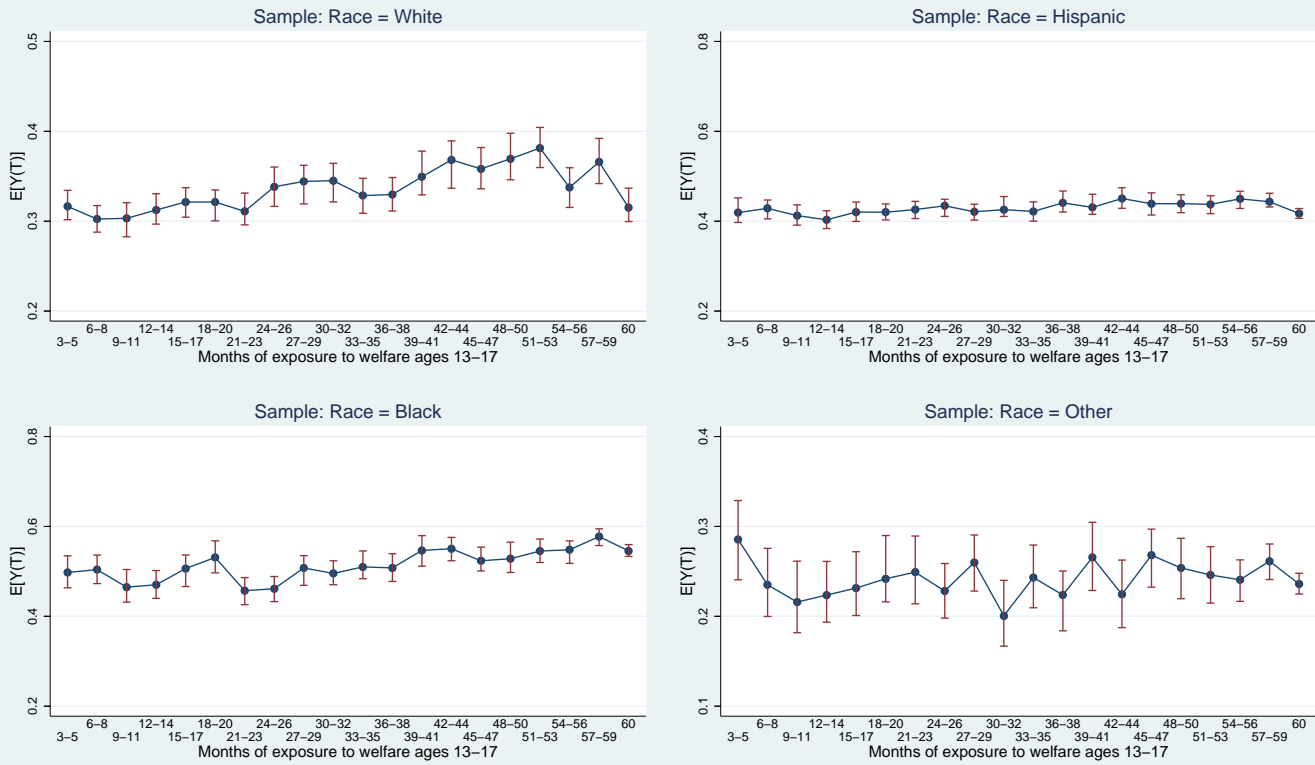 Sample: Race = White
0.5
0.4
0.3
0.2
E[Y(T)]
6–8 12–14 18–20 24–26 30–32 36–38 42–44 48–50 54–56 60
3–5 9–11 15–17 21–23 27–29 33–35 39–41 45–47 51–53 57–59
Months of exposure to welfare ages 13–17
Sample: Race = Hispanic
0.8
0.6
0.4
0.2
E[Y(T)]
6–8 12–14 18–20 24–26 30–32 36–38 42–44 48–50 54–56 60
3–5 9–11 15–17 21–23 27–29 33–35 39–41 45–47 51–53 57–59
Months of exposure to welfare ages 13–17
Sample: Race = Black
0.8
0.6
0.4
0.2
E[Y(T)]
6–8 12–14 18–20 24–26 30–32 36–38 42–44 48–50 54–56 60
3–5 9–11 15–17 21–23 27–29 33–35 39–41 45–47 51–53 57–59
Months of exposure to welfare ages 13–17
Sample: Race = Other
0.4
0.3
0.2
0.1
E[Y(T)]
6–8 12–14 18–20 24–26 30–32 36–38 42–44 48–50 54–56 60
3–5 9–11 15–17 21–23 27–29 33–35 39–41 45–47 51–53 57–59
Months of exposure to welfare ages 13–17